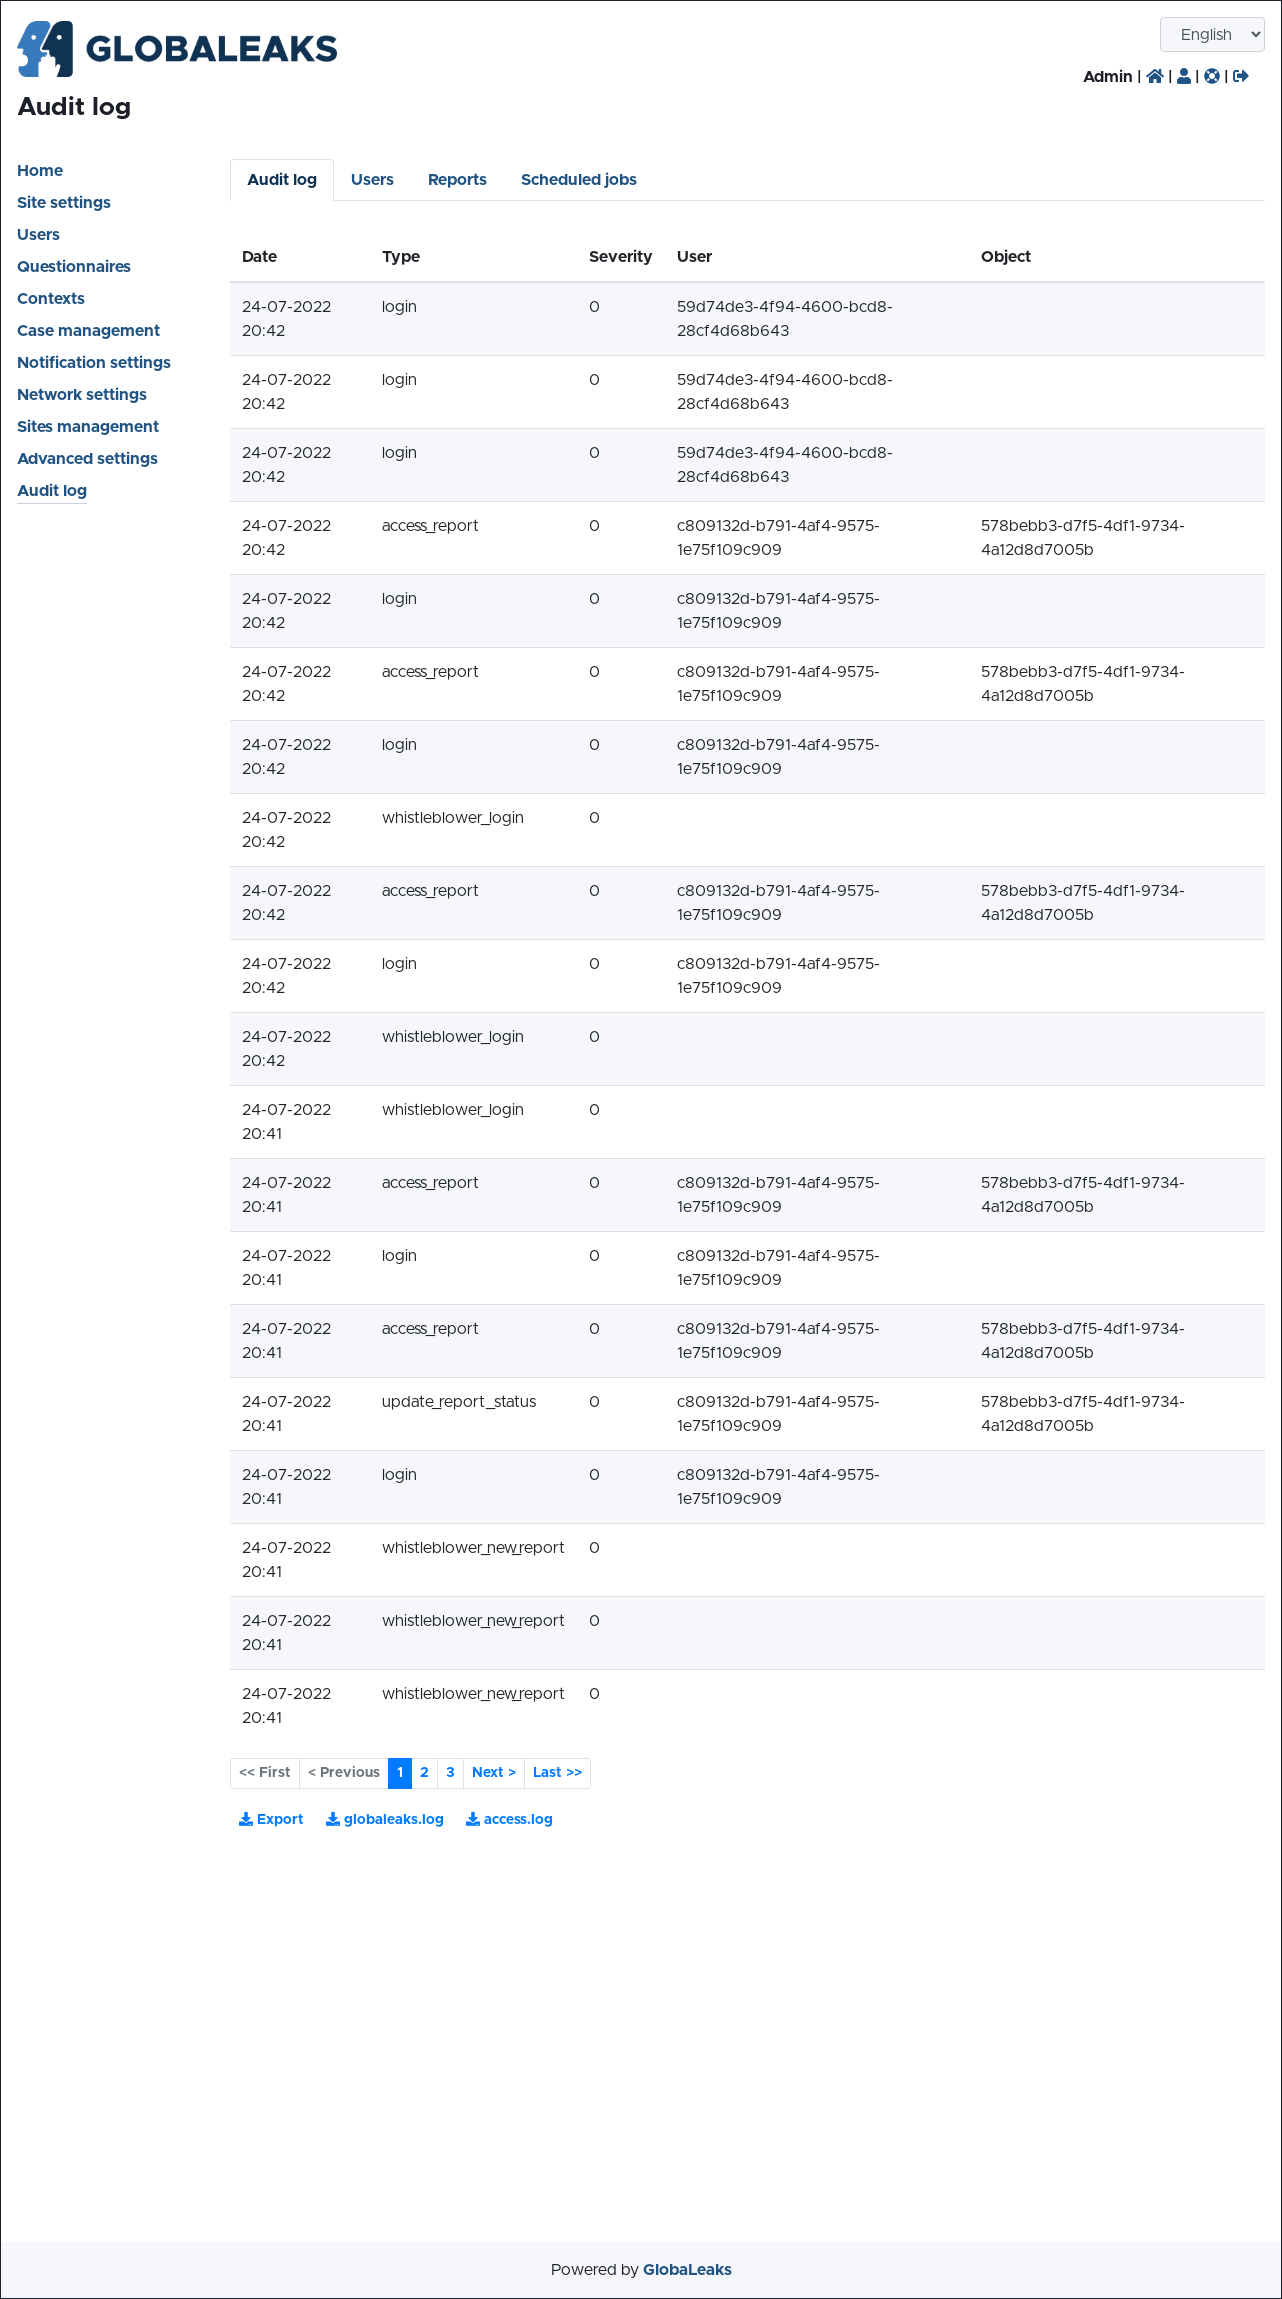 GLOBALEAKS
English
Admin | | | |
Audit log
Home
Site settings
Users
Questionnaires
Contexts
Case management
Notification settings
Network settings
Sites management
Advanced settings
Audit log
Audit log Users Reports Scheduled jobs
Date Type Severity User Object
24-07-2022 login 0 59d74de3-4f94-4600-bcd8-
20:42 28cf4d68b643
24-07-2022 login 0 59d74de3-4f94-4600-bcd8-
20:42 28cf4d68b643
24-07-2022 login 0 59d74de3-4f94-4600-bcd8-
20:42 28cf4d68b643
24-07-2022 access_report 0 c809132d-b791-4af4-9575- 578bebb3-d7f5-4df1-9734-
20:42 1e75f109c909 4a12d8d7005b
24-07-2022 login 0 c809132d-b791-4af4-9575-
20:42 1e75f109c909
24-07-2022 access_report 0 c809132d-b791-4af4-9575- 578bebb3-d7f5-4df1-9734-
20:42 1e75f109c909 4a12d8d7005b
24-07-2022 login 0 c809132d-b791-4af4-9575-
20:42 1e75f109c909
24-07-2022 whistleblower_login 0
20:42
24-07-2022 access_report 0 c809132d-b791-4af4-9575- 578bebb3-d7f5-4df1-9734-
20:42 1e75f109c909 4a12d8d7005b
24-07-2022 login 0 c809132d-b791-4af4-9575-
20:42 1e75f109c909
24-07-2022 whistleblower_login 0
20:42
24-07-2022 whistleblower_login 0
20:41
24-07-2022 access_report 0 c809132d-b791-4af4-9575- 578bebb3-d7f5-4df1-9734-
20:41 1e75f109c909 4a12d8d7005b
24-07-2022 login 0 c809132d-b791-4af4-9575-
20:41 1e75f109c909
24-07-2022 access_report 0 c809132d-b791-4af4-9575- 578bebb3-d7f5-4df1-9734-
20:41 1e75f109c909 4a12d8d7005b
24-07-2022 update_report_status 0 c809132d-b791-4af4-9575- 578bebb3-d7f5-4df1-9734-
20:41 1e75f109c909 4a12d8d7005b
24-07-2022 login 0 c809132d-b791-4af4-9575-
20:41 1e75f109c909
24-07-2022 whistleblower_new_report 0
20:41
24-07-2022 whistleblower_new_report 0
20:41
24-07-2022 whistleblower_new_report 0
20:41
<< First < Previous 1 2 3 Next > Last >>
Export globaleaks.log access.log
Powered by GlobaLeaks